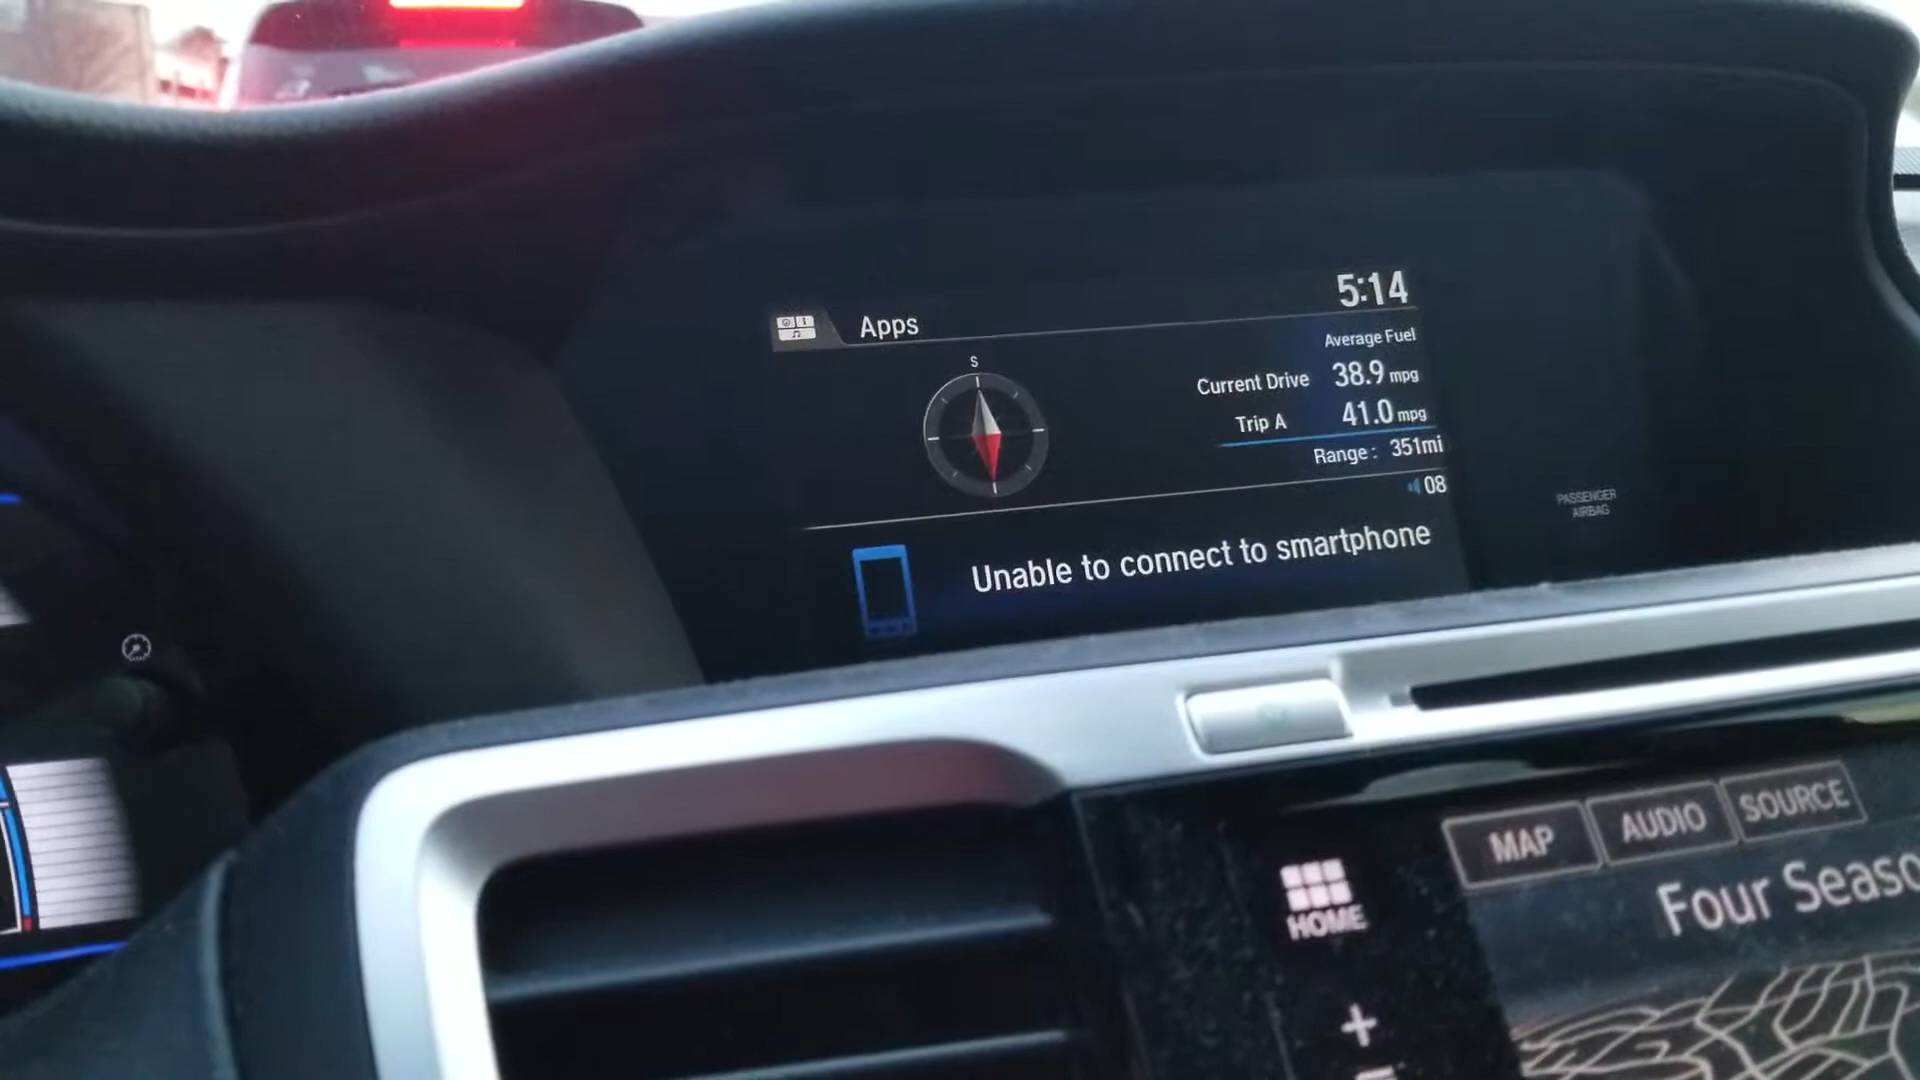 5:14
Apps
Average Fuel
S
Current Drive 38.9 mpg
Trip A 41.0 mpg
Range: 351mi
08
Unable to connect to smartphone
PASSENGER
AIRBAG
MAP AUDIO SOURCE
HOME
Four Seaso
+